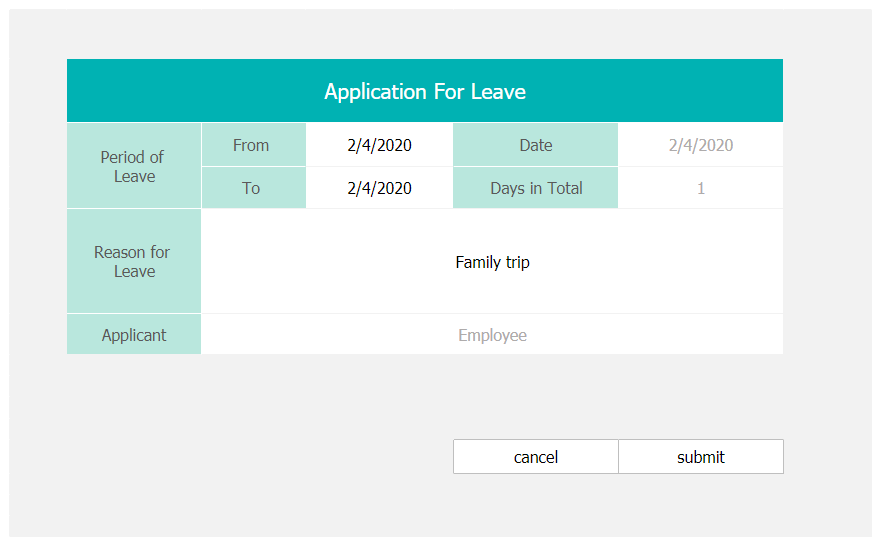 Application For Leave
Period of
Leave
From
2/4/2020
Date
2/4/2020
To
2/4/2020
Days in Total
1
Reason for
Leave
Family trip
Applicant
Employee
cancel
submit